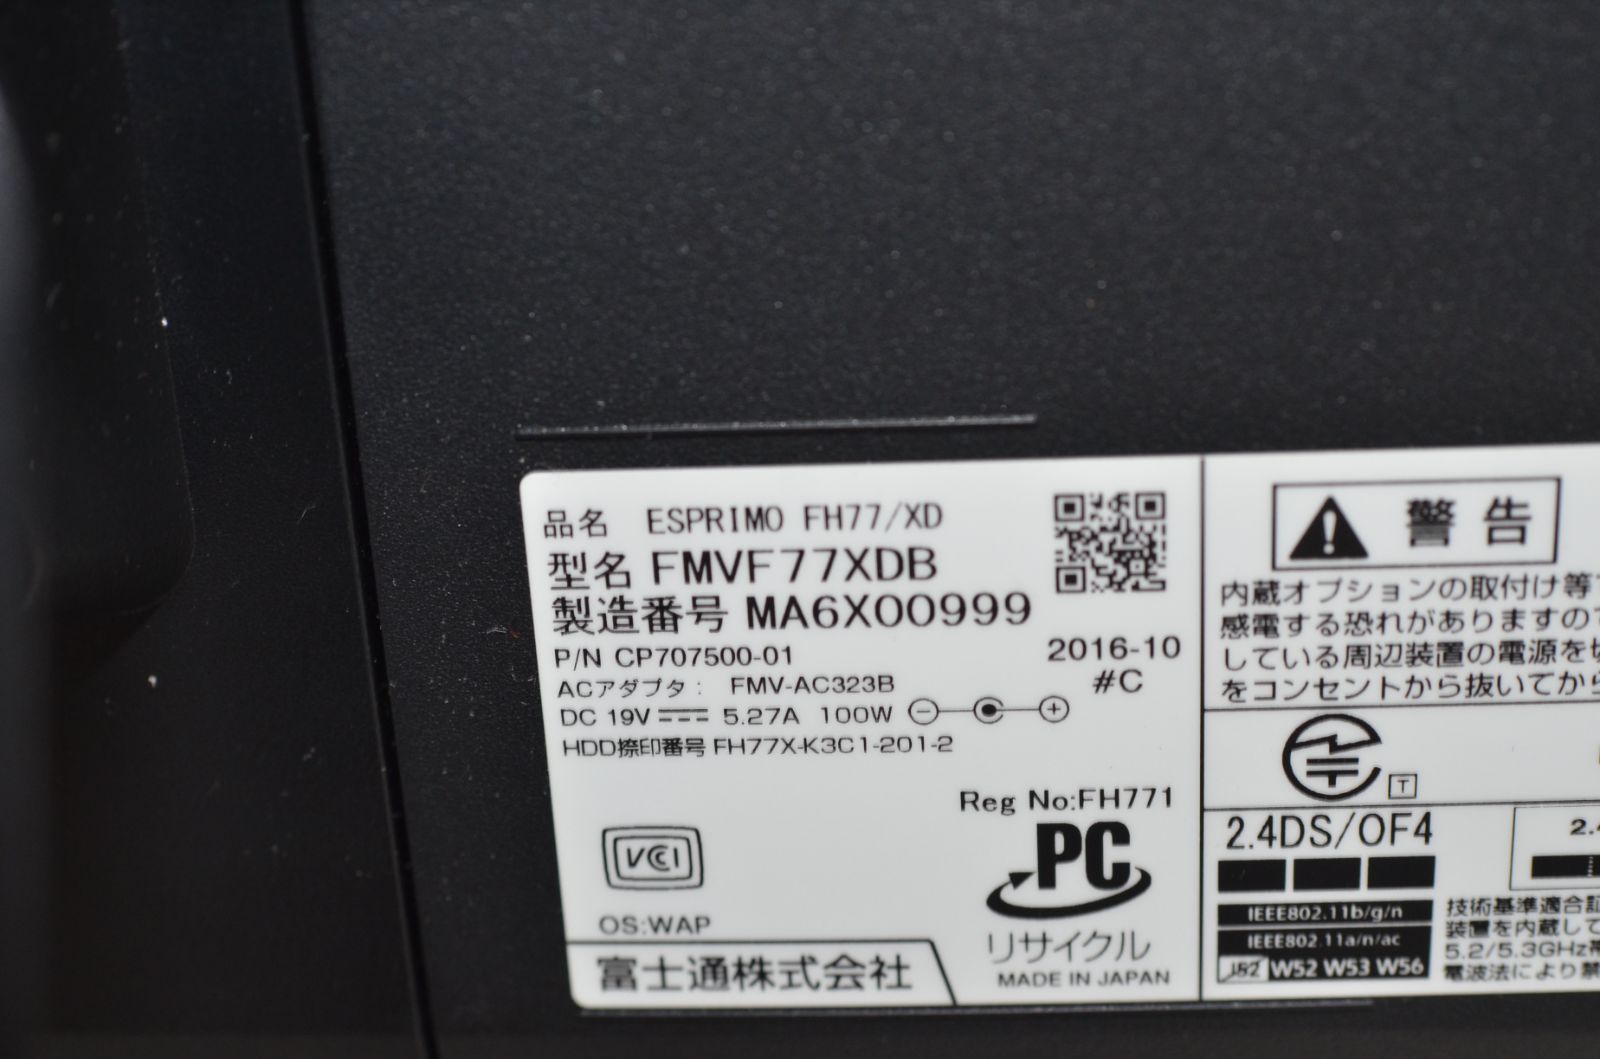 品名 ESPRIMO FH77/XD
型名 FMVF77XDB
製造番号 MA6X00999
P/N CP707500-01
2016-10
#C
ACアダプタ: FMV-AC323B
DC 19V 5.27A 100W
HDD捺印番号 FH77X-K3C1-201-2
Reg No:FH771
VCCI
PC
リサイクル
OS:WAP
富士通株式会社
MADE IN JAPAN
警告
内蔵オプションの取付け等
感電する恐れがありますので
している周辺装置の電源を切
をコンセントから抜いてから
T
2.4DS/OF4
2.4
IEEE802.11b/g/n
IEEE802.11a/n/ac
J52 W52 W53 W56
技術基準適合証
装置を内蔵して
5.2/5.3GHz帯
電波法により禁